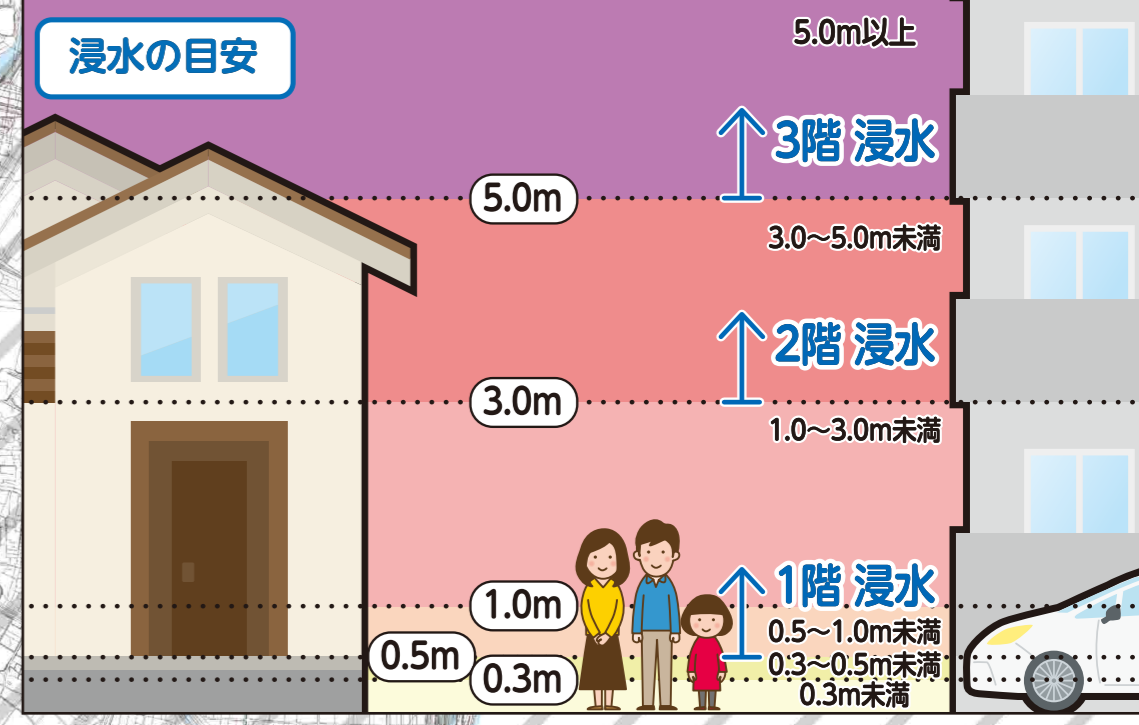 浸水の目安
5.0m以上
3階 浸水
5.0m
3.0～5.0m未満
2階 浸水
3.0m
1.0～3.0m未満
1階 浸水
1.0m
0.5～1.0m未満
0.5m
0.3～0.5m未満
0.3m
0.3m未満